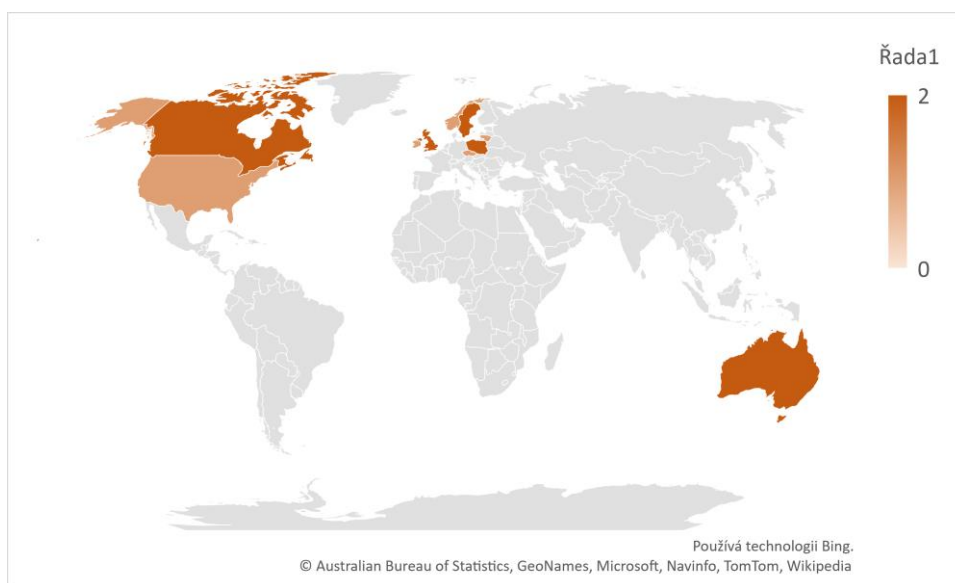 Řada1
2
0
Používá technologii Bing.
© Australian Bureau of Statistics, GeoNames, Microsoft, Navinfo, TomTom, Wikipedia